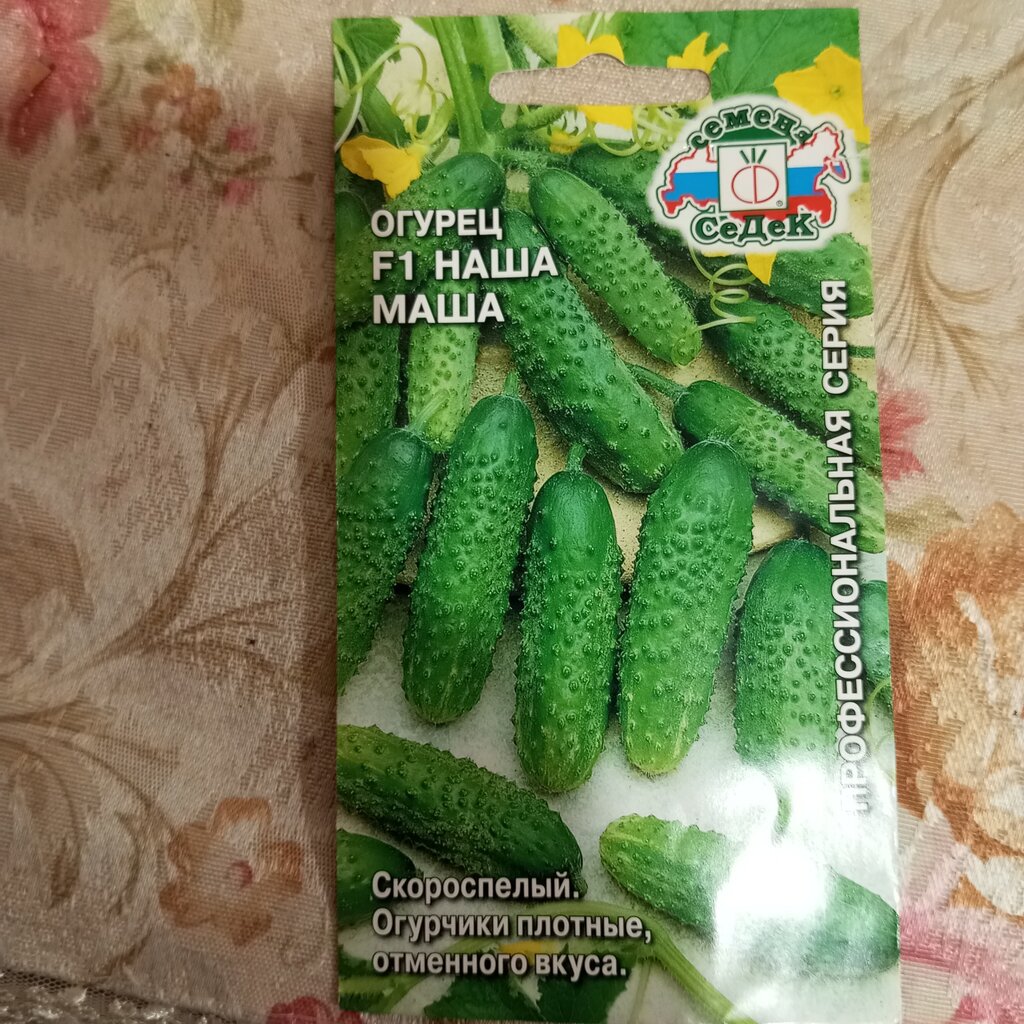 семена
СеДеК
ОГУРЕЦ
F1 НАША
МАША
ПРОФЕССИОНАЛЬНАЯ СЕРИЯ
Скороспелый.
Огурчики плотные,
отменного вкуса.